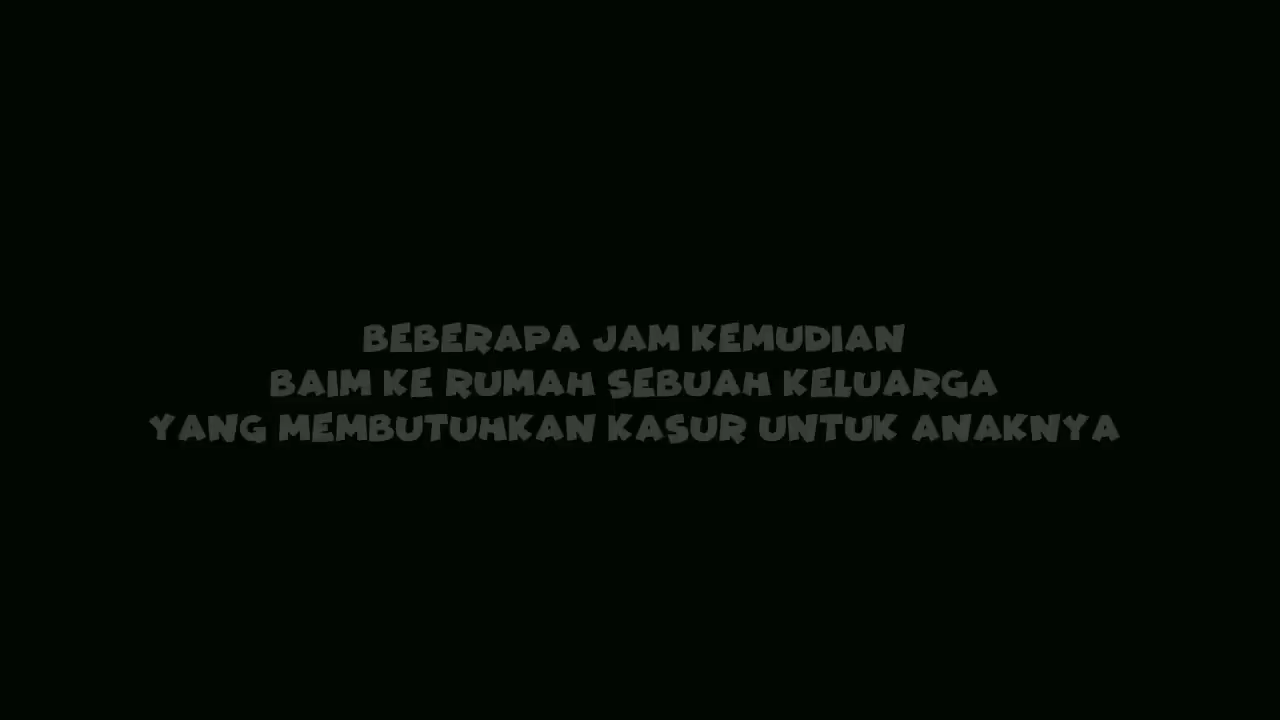 BEBERAPA JAM KEMUDIAN
BAIM KE RUMAH SEBUAH KELUARGA
YANG MEMBUTUHKAN KASUR UNTUK ANAKNYA